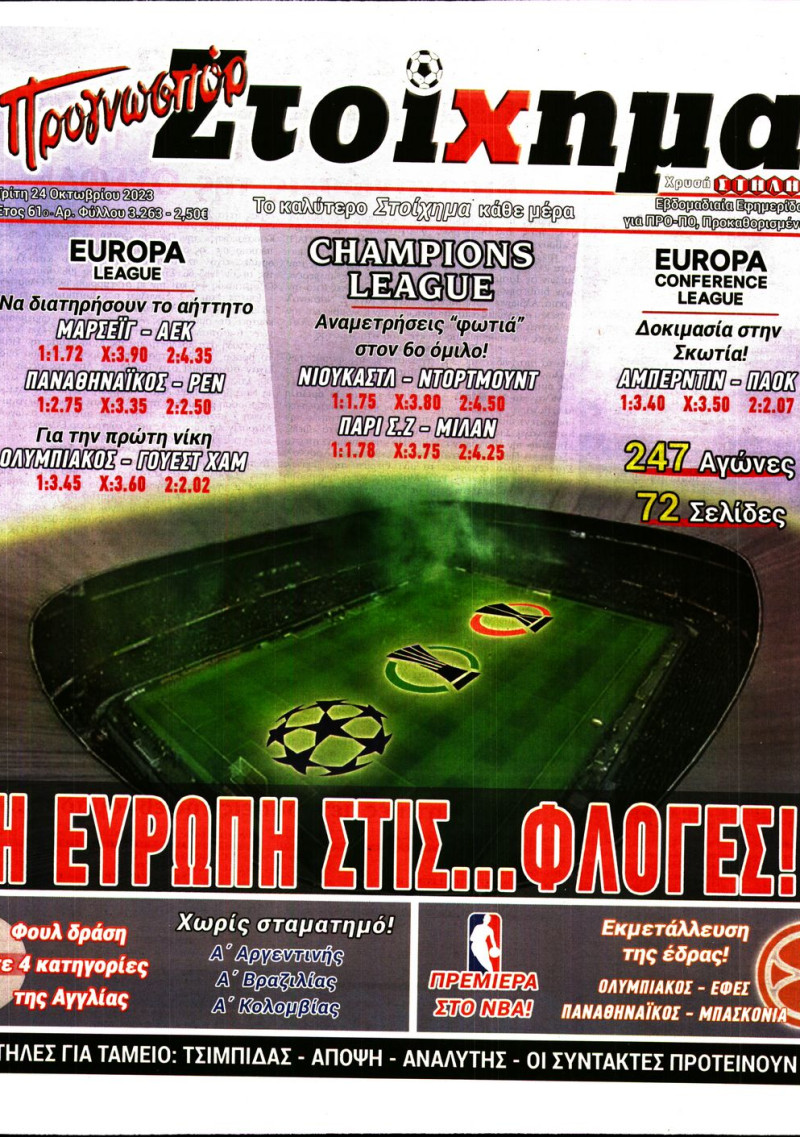 Προγνωσπόρ
Στοίχημα
Τρίτη 24 Οκτωβρίου 2023
Έτος 61ο- Αρ. Φύλλου 3.263 - 2,50€
Το καλύτερο Στοίχημα κάθε μέρα
Χρυσή ΣΤΗΛΗ
Εβδομαδιαία Εφημερίδα
για ΠΡΟ-ΠΟ, Προκαθορισμένο
EUROPA
LEAGUE
Να διατηρήσουν το αήττητο
ΜΑΡΣΕΪΓ - ΑΕΚ
1:1.72 X:3.90 2:4.35
ΠΑΝΑΘΗΝΑΪΚΟΣ - ΡΕΝ
1:2.75 X:3.35 2:2.50
Για την πρώτη νίκη
ΟΛΥΜΠΙΑΚΟΣ - ΓΟΥΕΣΤ ΧΑΜ
1:3.45 X:3.60 2:2.02
CHAMPIONS
LEAGUE
Αναμετρήσεις "φωτιά"
στον 6ο όμιλο!
ΝΙΟΥΚΑΣΤΛ - ΝΤΟΡΤΜΟΥΝΤ
1:1.75 X:3.80 2:4.50
ΠΑΡΙ Σ.Ζ - ΜΙΛΑΝ
1:1.78 X:3.75 2:4.25
EUROPA
CONFERENCE
LEAGUE
Δοκιμασία στην
Σκωτία!
ΑΜΠΕΡΝΤΙΝ - ΠΑΟΚ
1:3.40 X:3.50 2:2.07
247 Αγώνες
72 Σελίδες
Η ΕΥΡΩΠΗ ΣΤΙΣ...ΦΛΟΓΕΣ!
Φουλ δράση
σε 4 κατηγορίες
της Αγγλίας
Χωρίς σταματημό!
Α΄ Αργεντινής
Α΄ Βραζιλίας
Α΄ Κολομβίας
ΠΡΕΜΙΕΡΑ
ΣΤΟ NBA!
Εκμετάλλευση
της έδρας!
ΟΛΥΜΠΙΑΚΟΣ - ΕΦΕΣ
ΠΑΝΑΘΗΝΑΪΚΟΣ - ΜΠΑΣΚΟΝΙΑ
ΣΤΗΛΕΣ ΓΙΑ ΤΑΜΕΙΟ: ΤΣΙΜΠΙΔΑΣ - ΑΠΟΨΗ - ΑΝΑΛΥΤΗΣ - ΟΙ ΣΥΝΤΑΚΤΕΣ ΠΡΟΤΕΙΝΟΥΝ